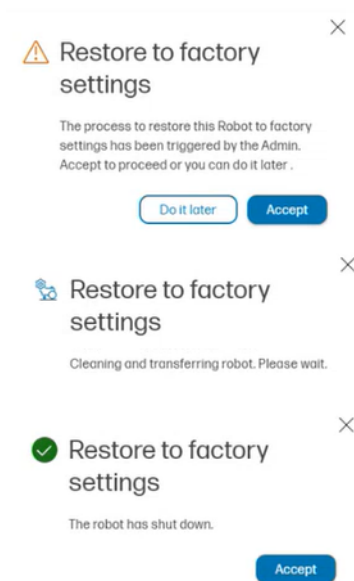 Restore to factory
settings
The process to restore this Robot to factory
settings has been triggered by the Admin.
Accept to proceed or you can do it later .
Do it later
Accept
Restore to factory
settings
Cleaning and transferring robot. Please wait.
Restore to factory
settings
The robot has shut down.
Accept